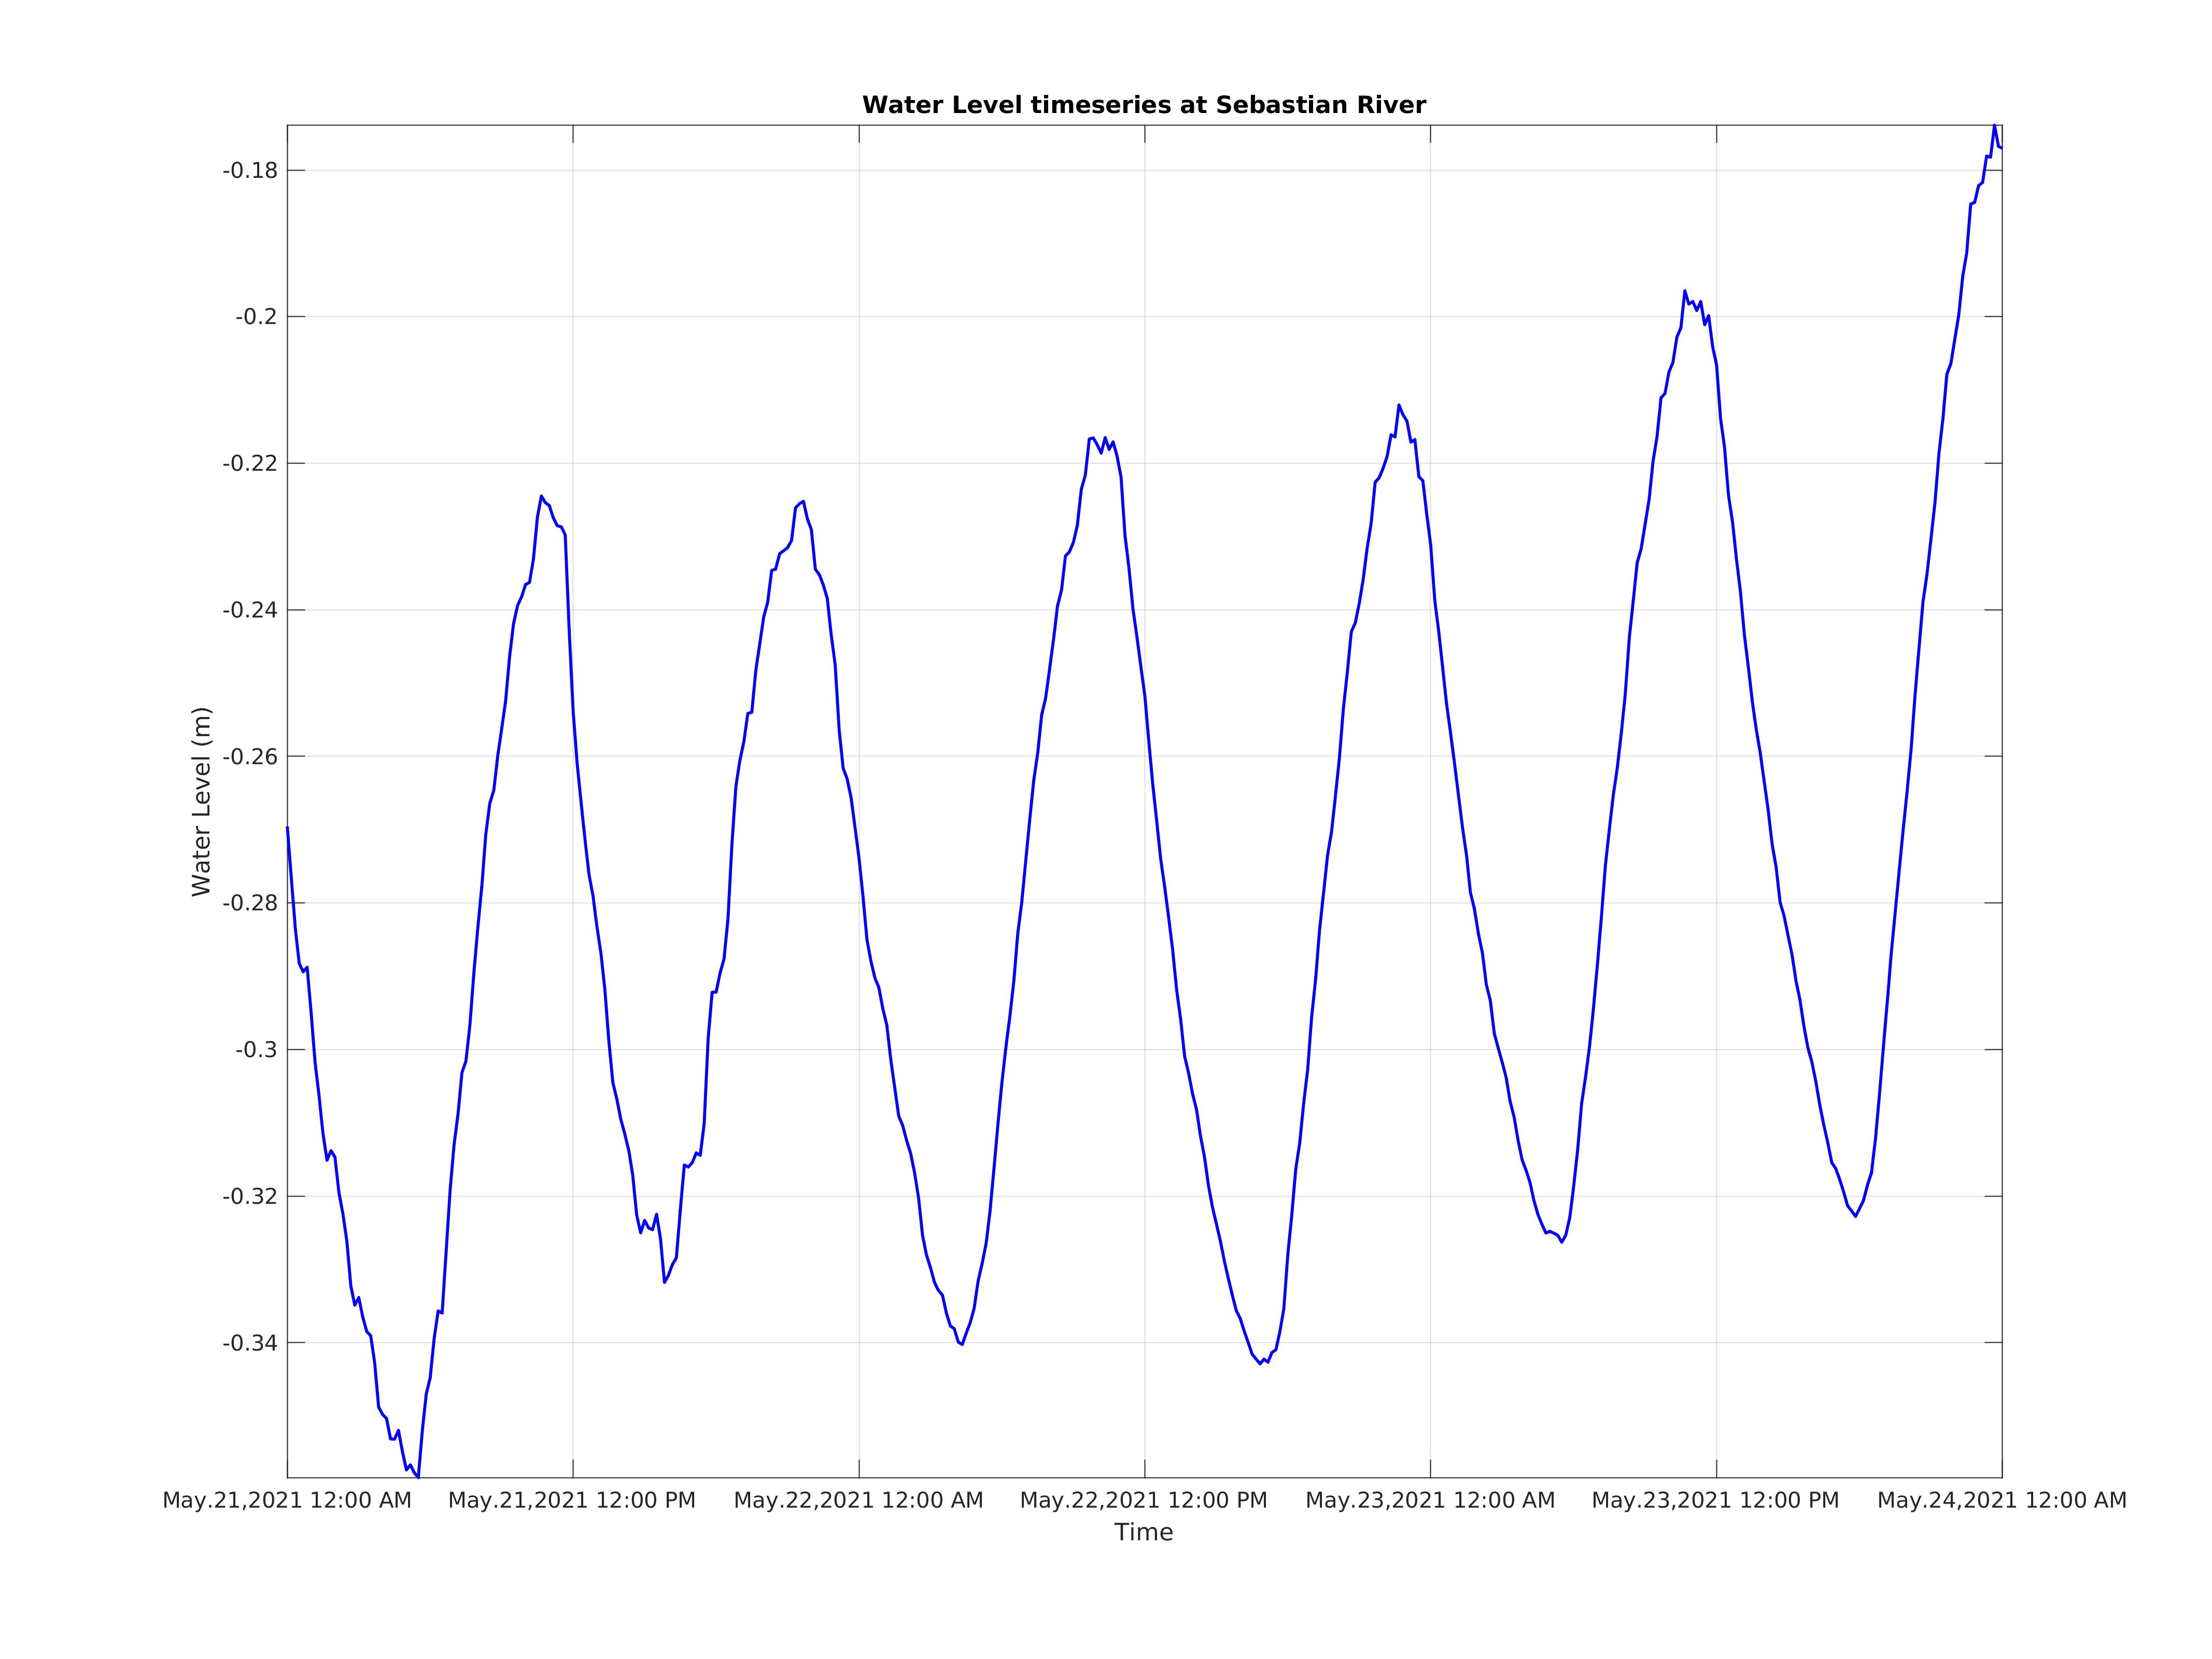 Water Level timeseries at Sebastian River
-0.18
-0.2
-0.22
-0.24
-0.26
-0.28
-0.3
-0.32
-0.34
Water Level (m)
May.21,2021 12:00 AM May.21,2021 12:00 PM May.22,2021 12:00 AM May.22,2021 12:00 PM May.23,2021 12:00 AM May.23,2021 12:00 PM May.24,2021 12:00 AM
Time